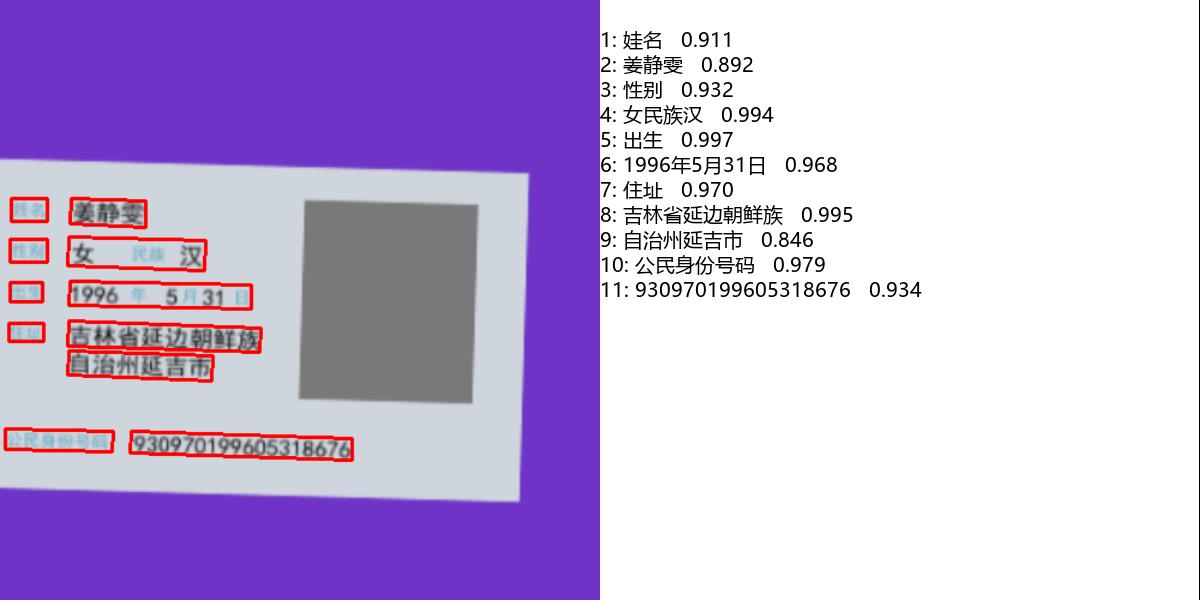 姓名 姜静雯
性别 女 民族 汉
出生 1996 年 5 月 31 日
住址 吉林省延边朝鲜族
自治州延吉市
公民身份号码 930970199605318676
1: 娃名 0.911
2: 姜静雯 0.892
3: 性别 0.932
4: 女民族汉 0.994
5: 出生 0.997
6: 1996年5月31日 0.968
7: 住址 0.970
8: 吉林省延边朝鲜族 0.995
9: 自治州延吉市 0.846
10: 公民身份号码 0.979
11: 930970199605318676 0.934